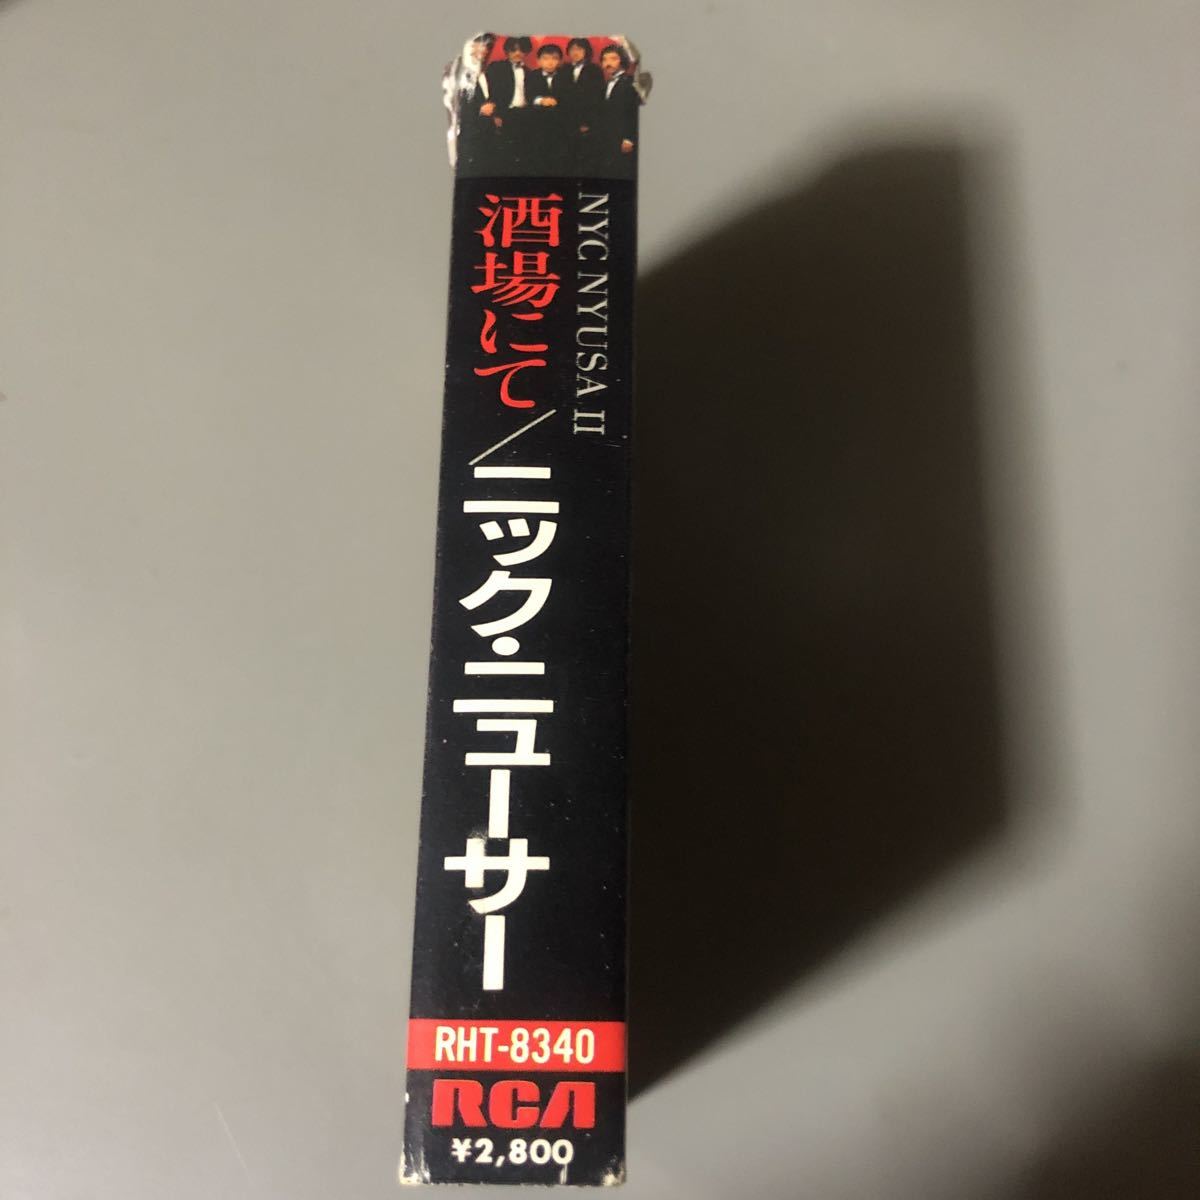 NYC NYUSA II
酒場にて/ニック・ニューサー
RHT-8340
RCA
¥2,800